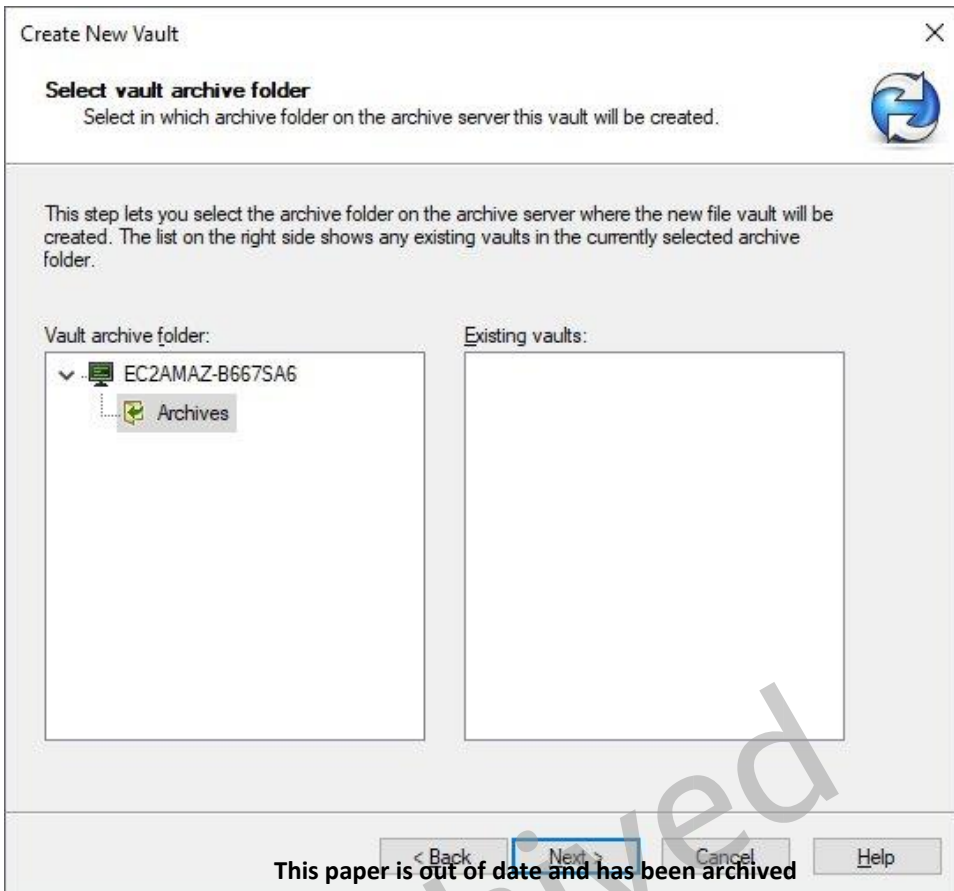 Create New Vault
Select vault archive folder
Select in which archive folder on the archive server this vault will be created.
This step lets you select the archive folder on the archive server where the new file vault will be
created. The list on the right side shows any existing vaults in the currently selected archive
folder.
Vault archive folder:
Existing vaults:
EC2AMAZ-B667SA6
Archives
< Back
Next >
Cancel
Help
This paper is out of date and has been archived